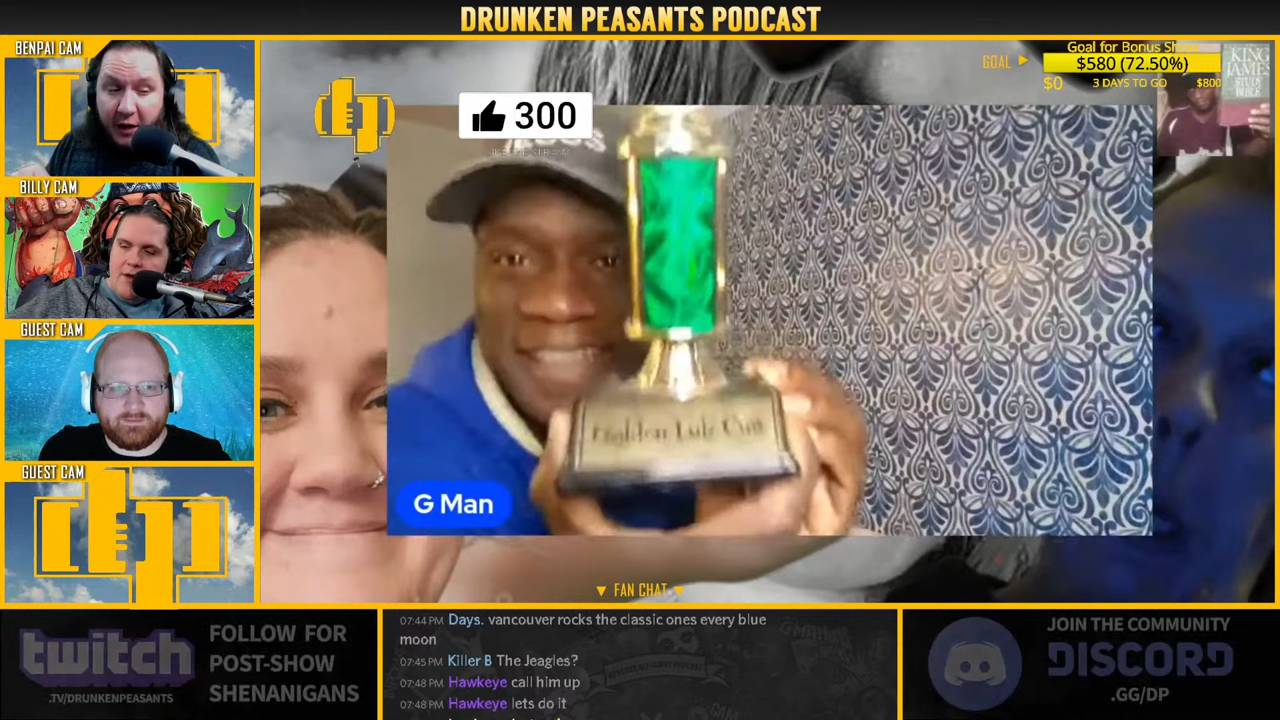 DRUNKEN PEASANTS PODCAST
BENPAI CAM
BILLY CAM
GUEST CAM
GUEST CAM
300
GOAL
Goal for Bonus Sh
$580 (72.50%)
$0
3 DAYS TO GO
$800
KING
JAMES
STUDY
BIBLE
G Man
FAN CHAT
twitch
.TV/DRUNKENPEASANTS
FOLLOW FOR
POST-SHOW
SHENANIGANS
07:44 PM Days. vancouver rocks the classic ones every blue
moon
07:45 PM Killer B The Jeagles?
07:48 PM Hawkeye call him up
07:48 PM Hawkeye lets do it
JOIN THE COMMUNITY
DISCORD
.GG/DP